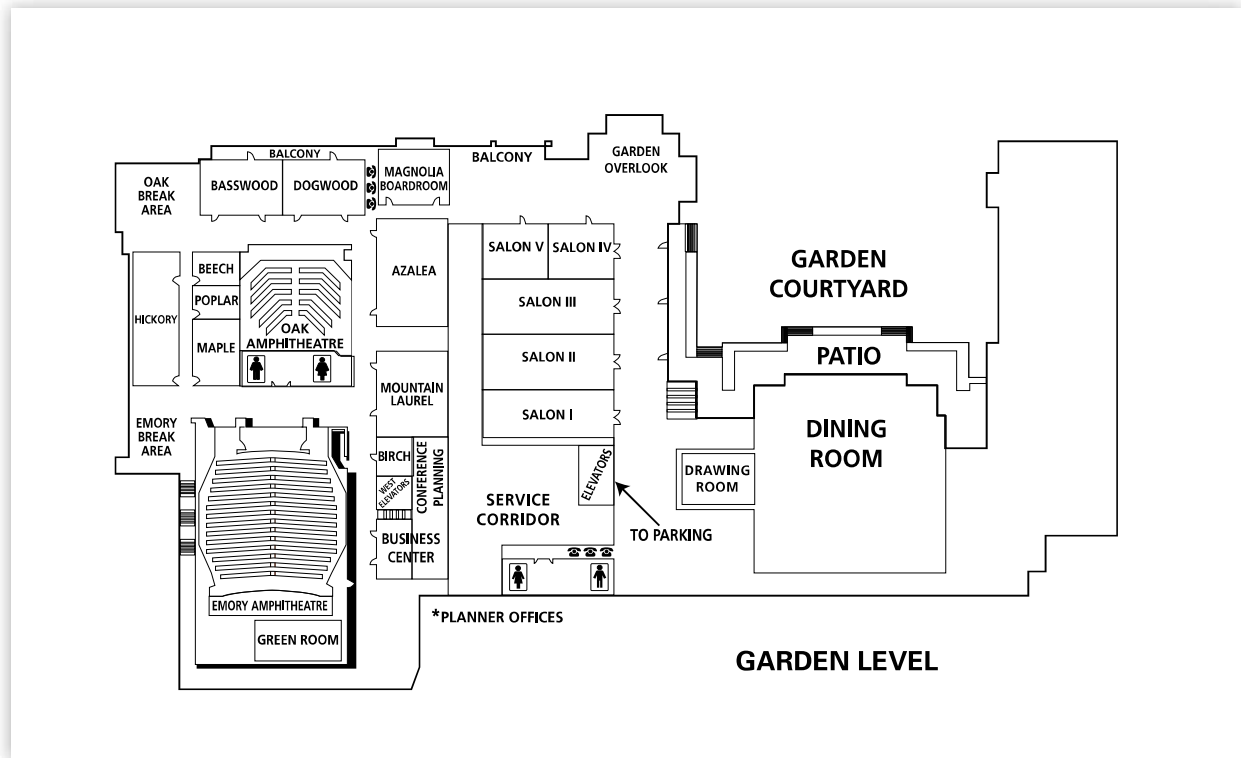 BALCONY
BALCONY
GARDEN
OVERLOOK
OAK
BREAK
AREA
BASSWOOD
DOGWOOD
MAGNOLIA
BOARDROOM
HICKORY
BEECH
POPLAR
MAPLE
OAK
AMPHITHEATRE
AZALEA
SALON V
SALON IV
SALON III
SALON II
SALON I
GARDEN
COURTYARD
PATIO
DINING
ROOM
DRAWING
ROOM
MOUNTAIN
LAUREL
EMORY
BREAK
AREA
BIRCH
WEST ELEVATORS
CONFERENCE
PLANNING
BUSINESS
CENTER
ELEVATORS
SERVICE
CORRIDOR
TO PARKING
EMORY AMPHITHEATRE
GREEN ROOM
*PLANNER OFFICES
GARDEN LEVEL